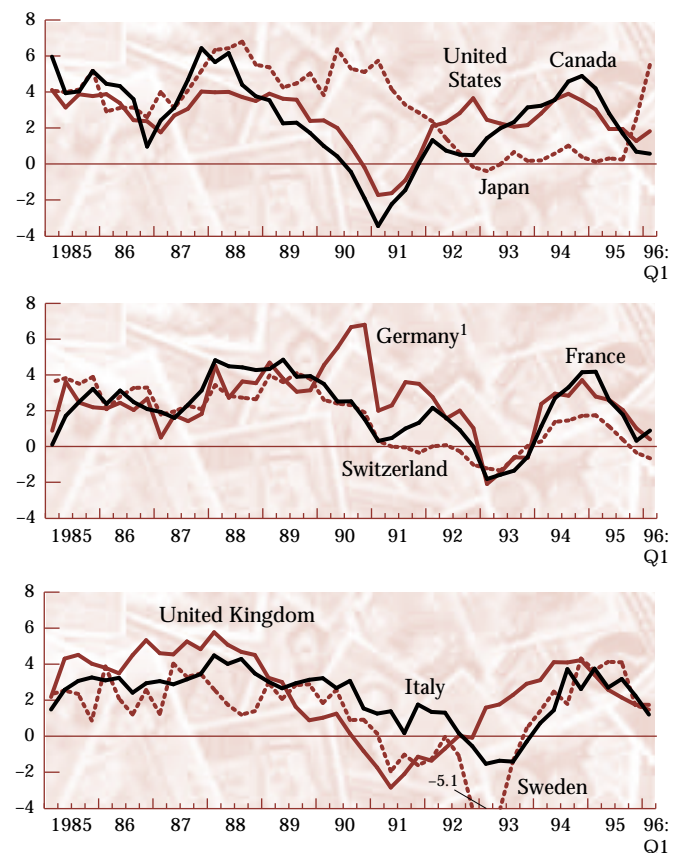 8
6
United States
Canada
4
2
0
Japan
−2
−4
1985 86 87 88 89 90 91 92 93 94 95 96: Q1
8
6
Germany1
France
4
2
0
Switzerland
−2
−4
1985 86 87 88 89 90 91 92 93 94 95 96: Q1
8
6
United Kingdom
4
Italy
2
0
−2
−5.1
Sweden
−4
1985 86 87 88 89 90 91 92 93 94 95 96: Q1